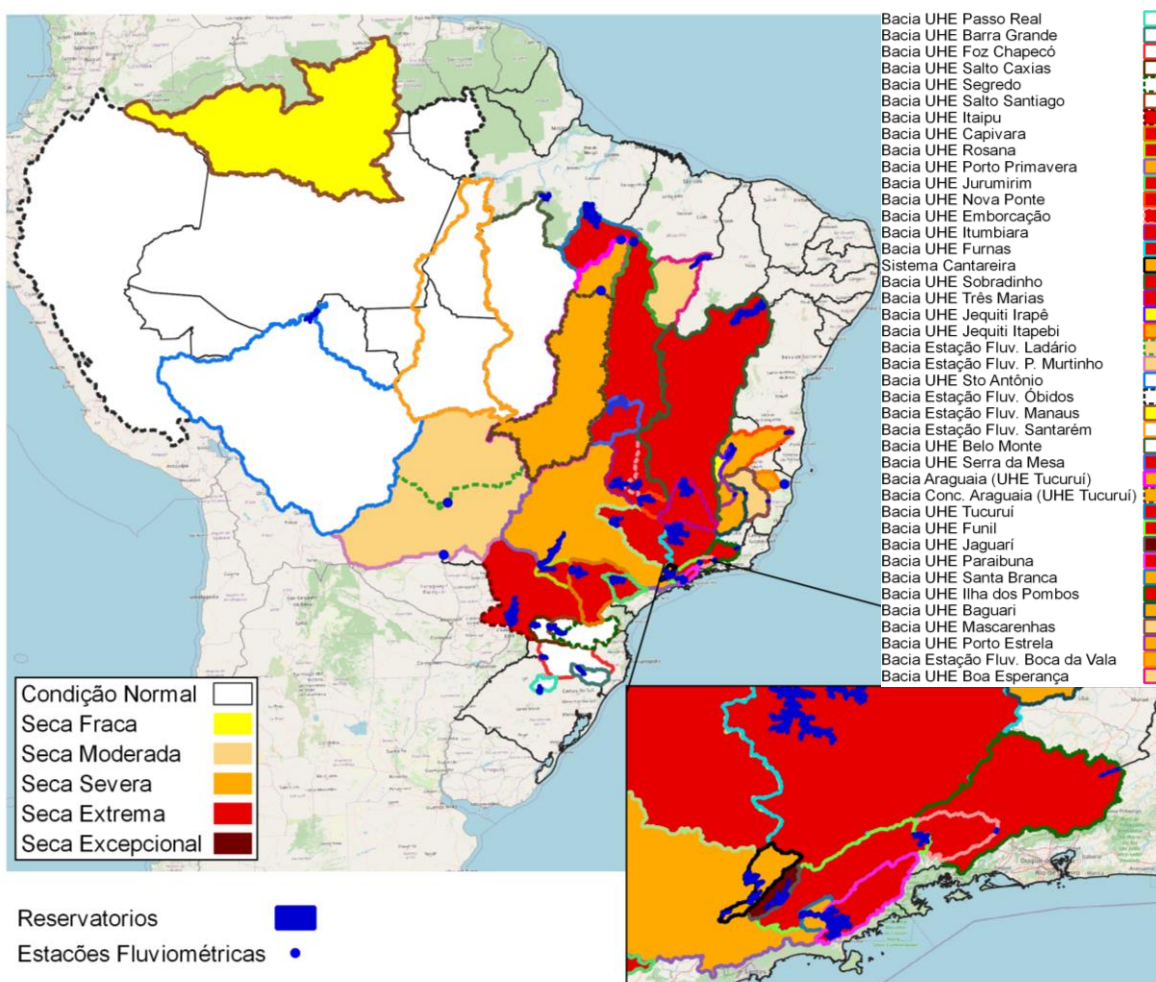 Bacia UHE Passo Real
Bacia UHE Barra Grande
Bacia UHE Foz Chapecó
Bacia UHE Salto Caxias
Bacia UHE Segredo
Bacia UHE Salto Santiago
Bacia UHE Itaipu
Bacia UHE Capivara
Bacia UHE Rosana
Bacia UHE Porto Primavera
Bacia UHE Jurumirim
Bacia UHE Nova Ponte
Bacia UHE Emborcação
Bacia UHE Itumbiara
Bacia UHE Furnas
Sistema Cantareira
Bacia UHE Sobradinho
Bacia UHE Três Marias
Bacia UHE Jequiti Irapê
Bacia UHE Jequiti Itapebi
Bacia Estação Fluv. Ladário
Bacia Estação Fluv. P. Murtinho
Bacia UHE Sto Antônio
Bacia Estação Fluv. Óbidos
Bacia Estação Fluv. Manaus
Bacia Estação Fluv. Santarém
Bacia UHE Belo Monte
Bacia UHE Serra da Mesa
Bacia Araguaia (UHE Tucuruí)
Bacia Conc. Araguaia (UHE Tucuruí)
Bacia UHE Tucuruí
Bacia UHE Funil
Bacia UHE Jaguarí
Bacia UHE Paraibuna
Bacia UHE Santa Branca
Bacia UHE Ilha dos Pombos
Bacia UHE Baguari
Bacia UHE Mascarenhas
Bacia UHE Porto Estrela
Bacia Estação Fluv. Boca da Vala
Bacia UHE Boa Esperança
Condição Normal
Seca Fraca
Seca Moderada
Seca Severa
Seca Extrema
Seca Excepcional
Reservatorios
Estacões Fluviométricas